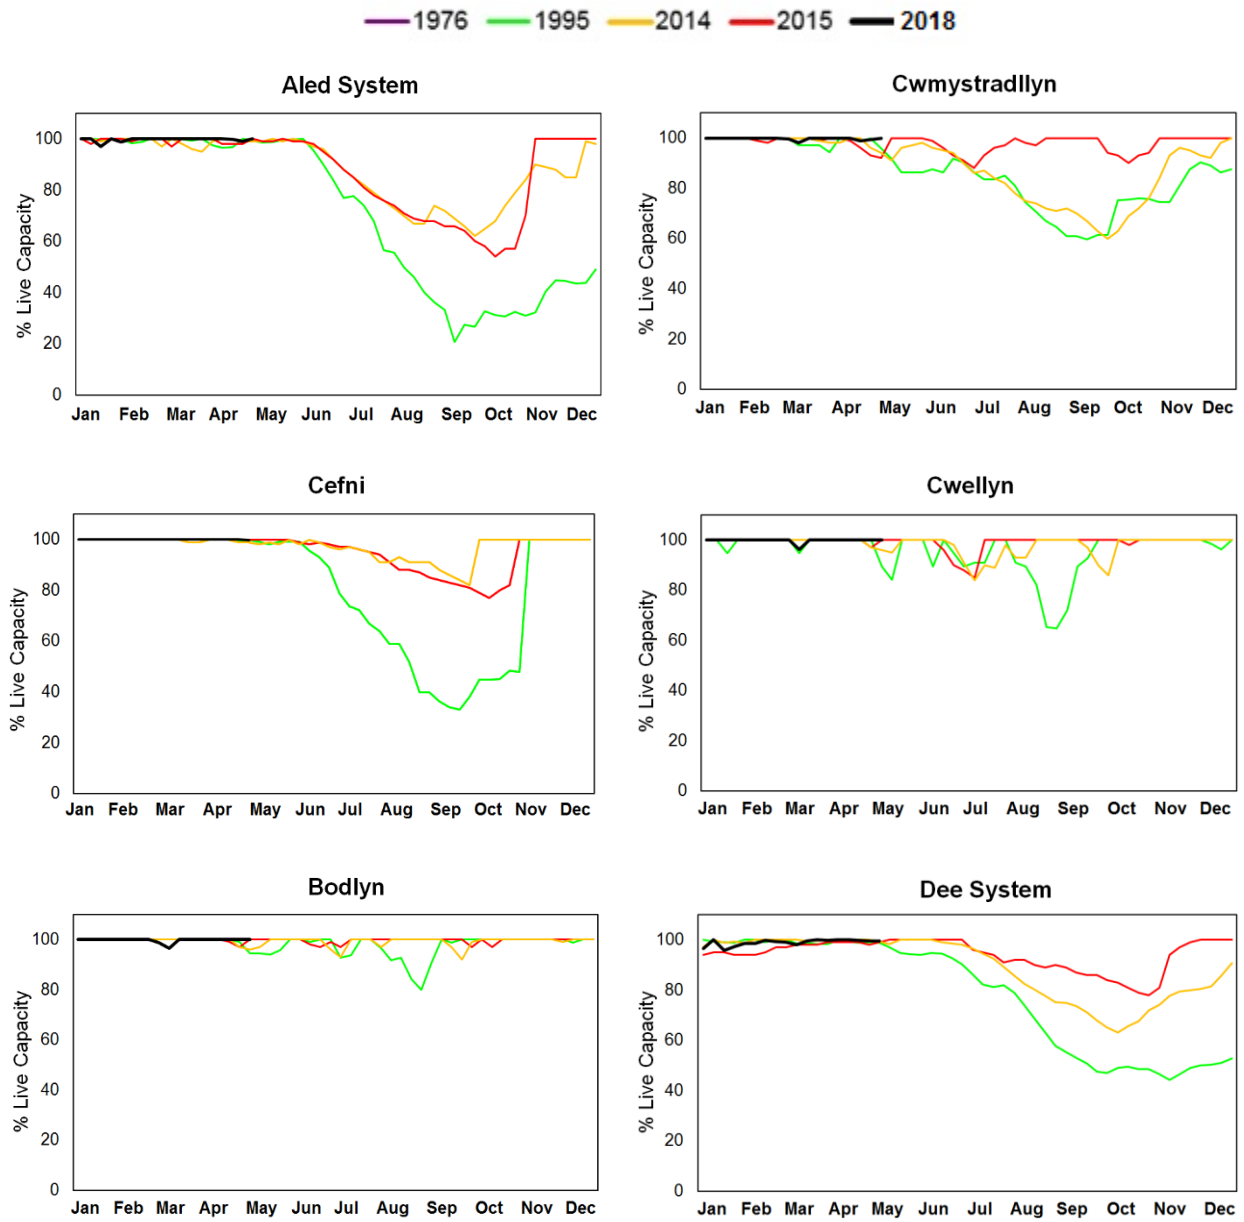 1976 1995 2014 2015 2018
Aled System
% Live Capacity
100
80
60
40
20
0
Jan Feb Mar Apr May Jun Jul Aug Sep Oct Nov Dec
Cwmystradllyn
% Live Capacity
100
80
60
40
20
0
Jan Feb Mar Apr May Jun Jul Aug Sep Oct Nov Dec
Cefni
% Live Capacity
100
80
60
40
20
0
Jan Feb Mar Apr May Jun Jul Aug Sep Oct Nov Dec
Cwellyn
% Live Capacity
100
80
60
40
20
0
Jan Feb Mar Apr May Jun Jul Aug Sep Oct Nov Dec
Bodlyn
% Live Capacity
100
80
60
40
20
0
Jan Feb Mar Apr May Jun Jul Aug Sep Oct Nov Dec
Dee System
% Live Capacity
100
80
60
40
20
0
Jan Feb Mar Apr May Jun Jul Aug Sep Oct Nov Dec